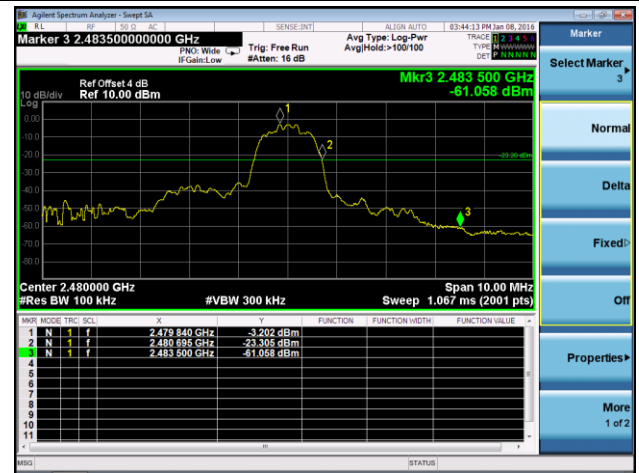 Agilent Spectrum Analyzer - Swept SA
RL RF 50 Ω AC SENSE:INT ALIGN AUTO 03:44:13 PM Jan 08, 2016
Marker 3 2.483500000000 GHz
PNO: Wide
IFGain:Low
Trig: Free Run
#Atten: 16 dB
Avg Type: Log-Pwr
Avg|Hold:>100/100
TRACE 1 2 3 4 5 6
TYPE M WWWWW
DET P N N N N N
Ref Offset 4 dB
10 dB/div Ref 10.00 dBm
Log
Mkr3 2.483 500 GHz
-61.058 dBm
0.00
-10.0
-20.0
-30.0
-40.0
-50.0
-60.0
-70.0
-80.0
1
2
3
-23.20 dBm
Center 2.480000 GHz Span 10.00 MHz
#Res BW 100 kHz #VBW 300 kHz Sweep 1.067 ms (2001 pts)
MKR MODE TRC SCL X Y FUNCTION FUNCTION WIDTH FUNCTION VALUE
1 N 1 f 2.479 840 GHz -3.202 dBm
2 N 1 f 2.480 695 GHz -23.305 dBm
3 N 1 f 2.483 500 GHz -61.058 dBm
4
5
6
7
8
9
10
11
MSG STATUS
Marker
Select Marker
3
Normal
Delta
Fixed
Off
Properties
More
1 of 2